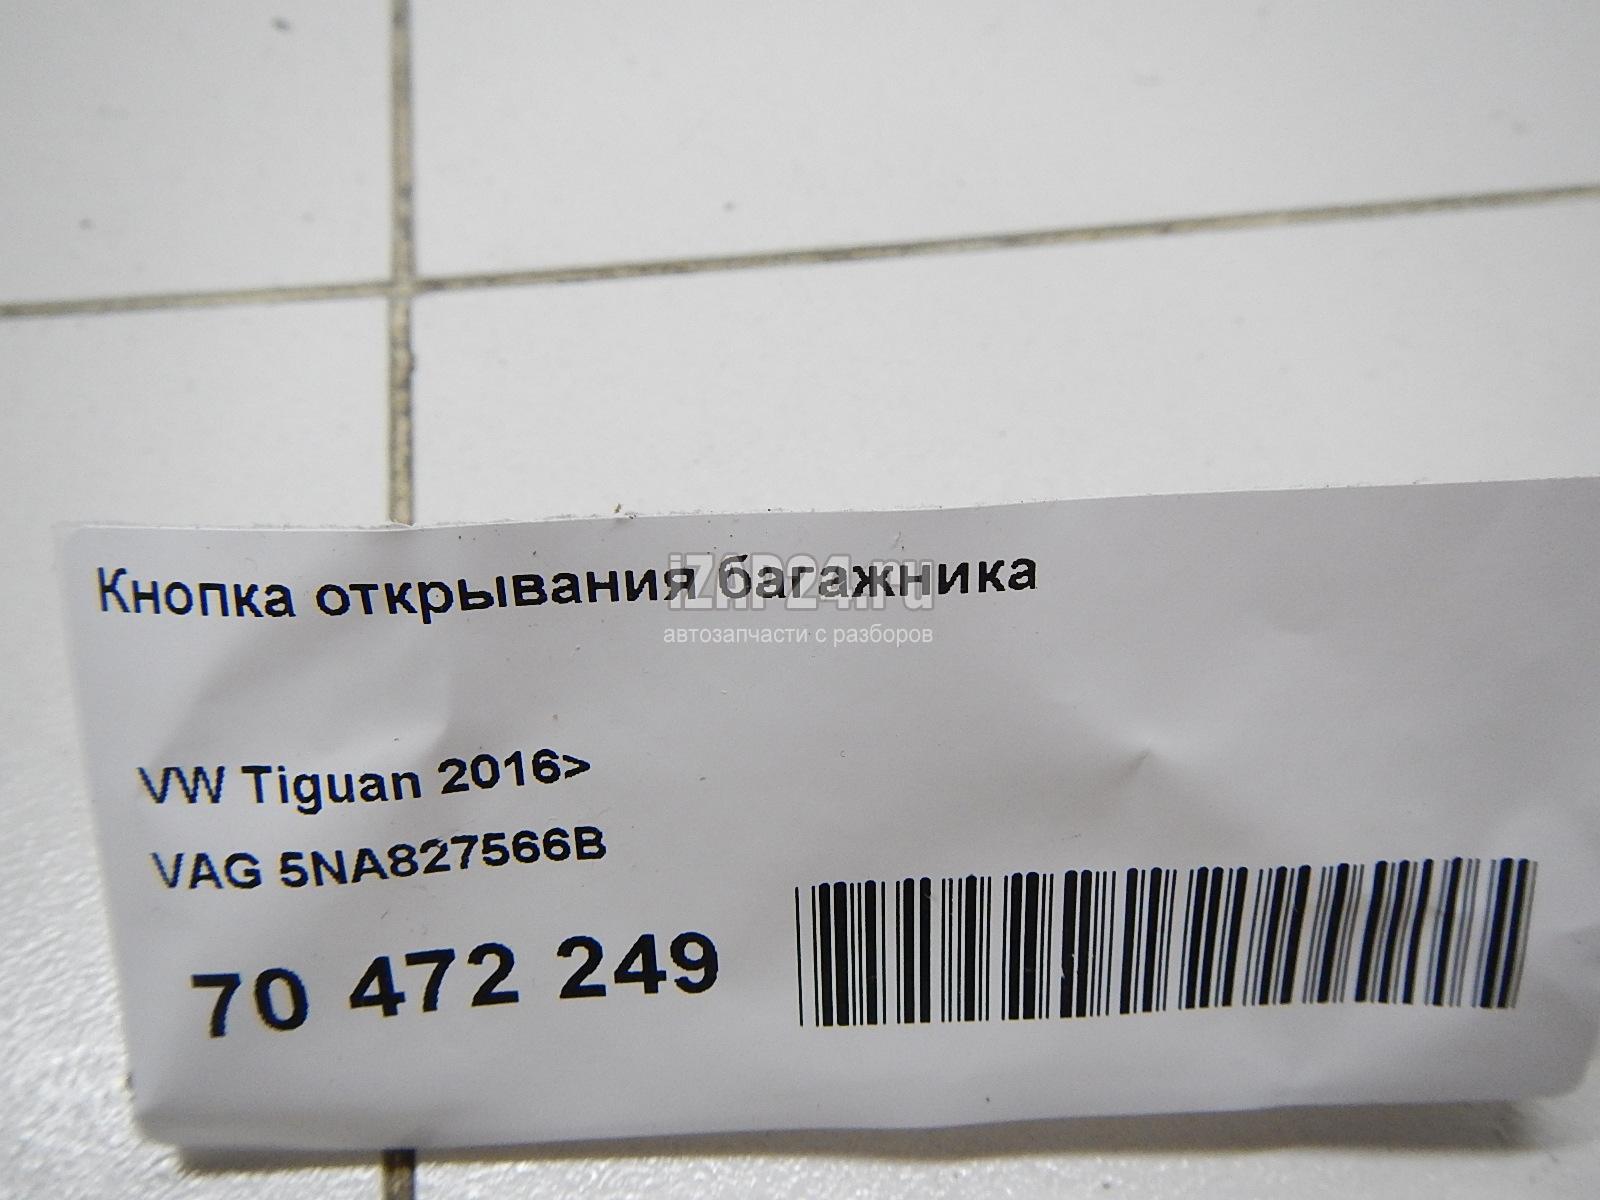 Кнопка открывания багажника
iZAP24.ru
автозапчасти с разборов
VW Tiguan 2016>
VAG 5NA827566B
70 472 249